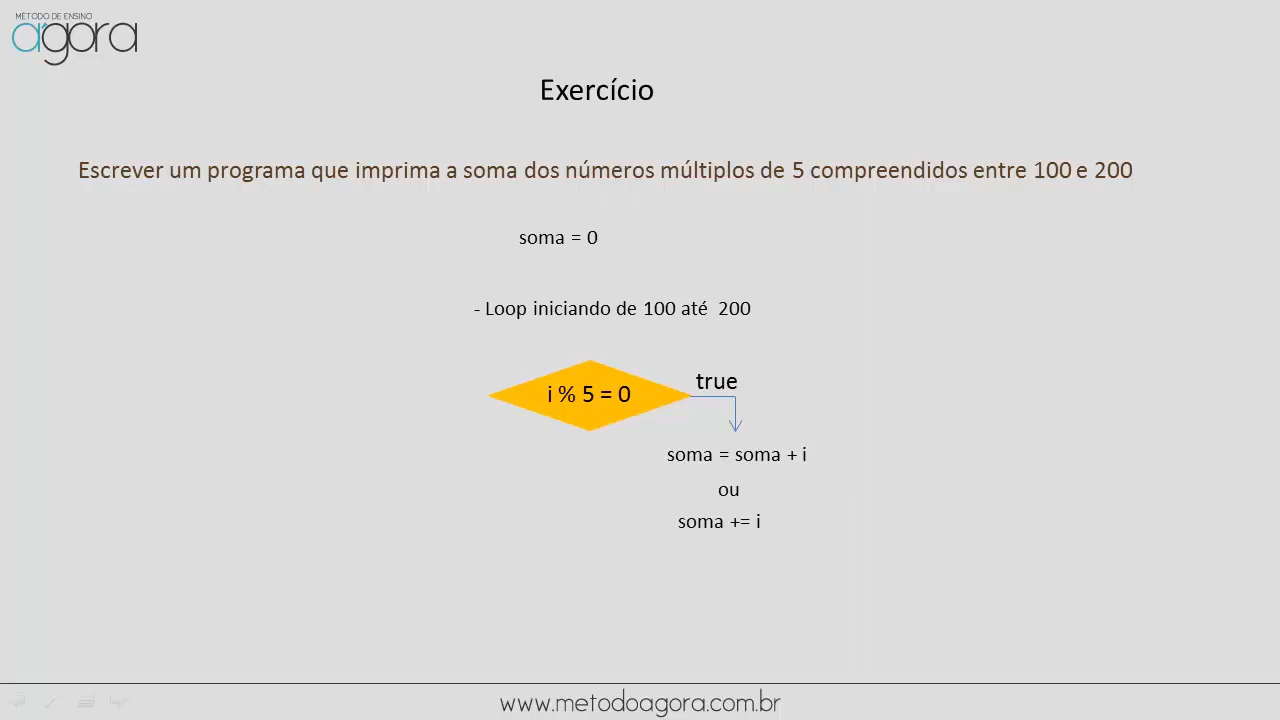 MÉTODO DE ENSINO
agora
Exercício
Escrever um programa que imprima a soma dos números múltiplos de 5 compreendidos entre 100 e 200
soma = 0
- Loop iniciando de 100 até 200
i % 5 = 0
true
soma = soma + i
ou
soma += i
www.metodoagora.com.br